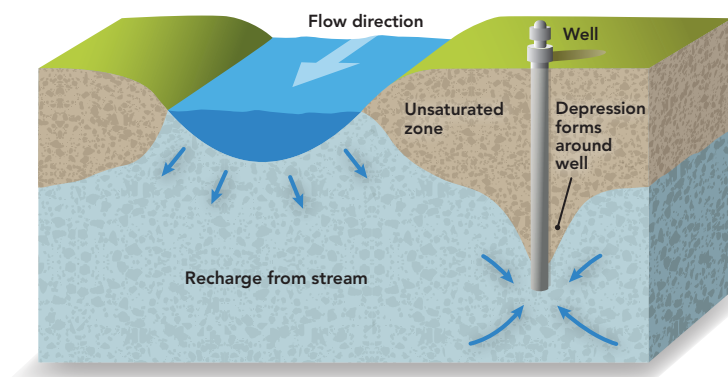 Flow direction
Well
Unsaturated
zone
Depression
forms
around
well
Recharge from stream